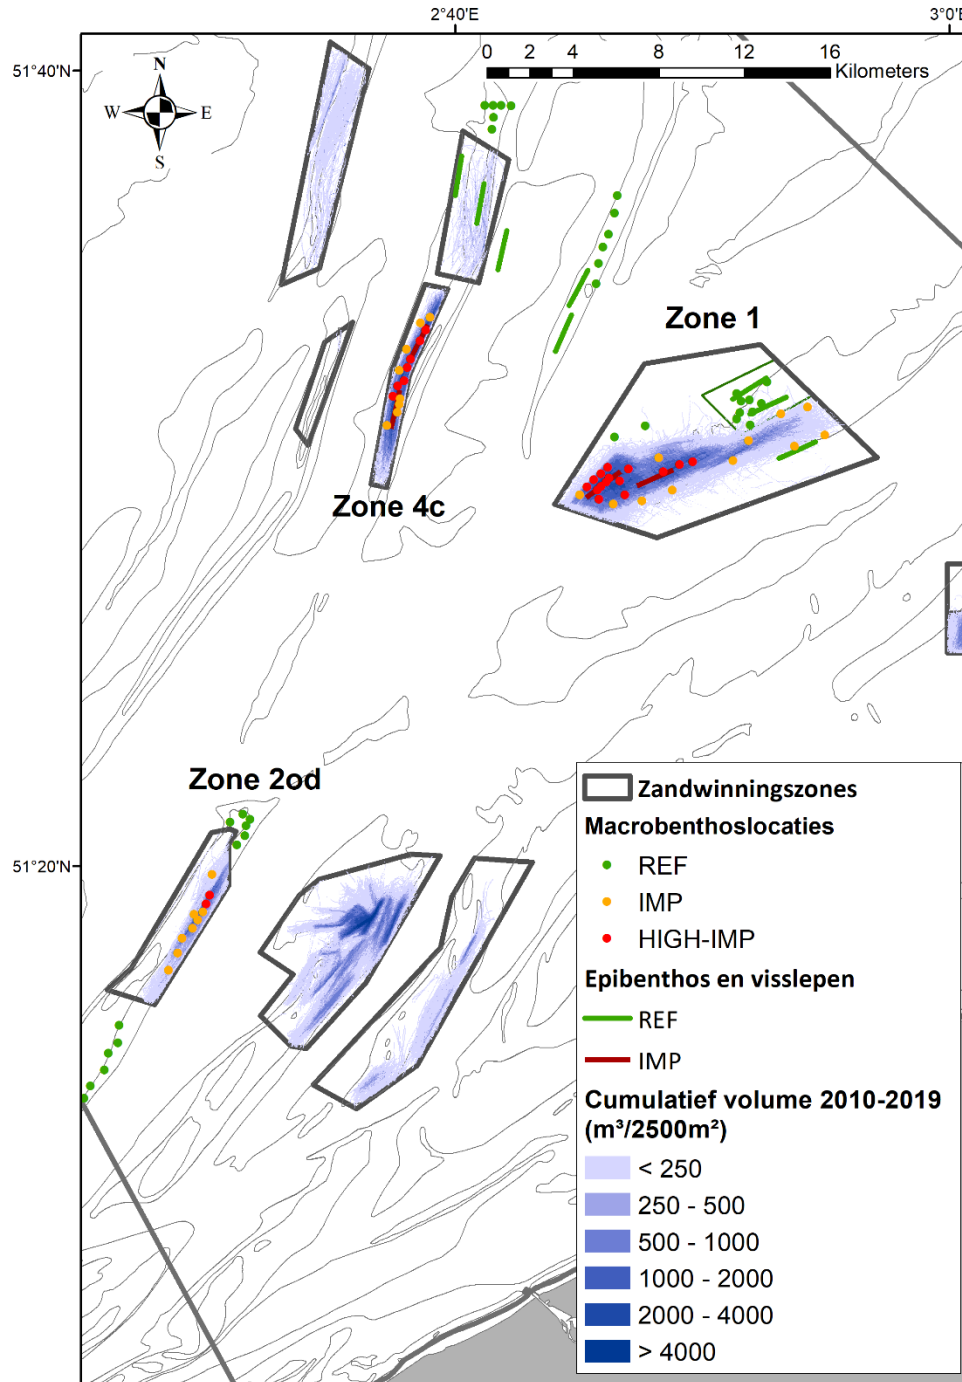 2°40'E
3°0'E
51°40'N
N
W
E
S
0 2 4 8 12 16
Kilometers
Zone 1
Zone 4c
Zone 2od
51°20'N
Zandwinningszones
Macrobenthoslocaties
REF
IMP
HIGH-IMP
Epibenthos en visslepen
REF
IMP
Cumulatief volume 2010-2019
(m³/2500m²)
< 250
250 - 500
500 - 1000
1000 - 2000
2000 - 4000
> 4000